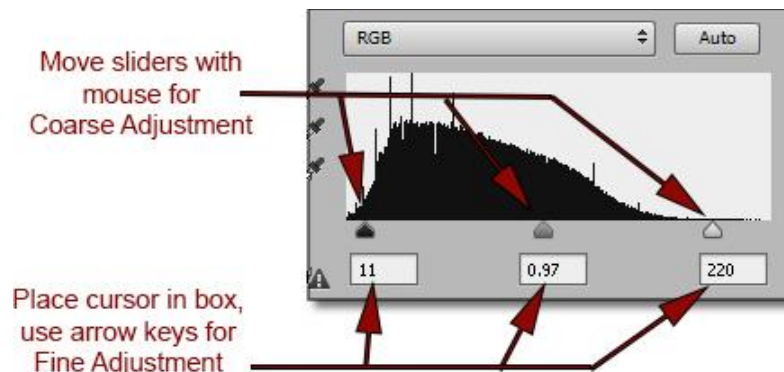 RGB
Auto
Move sliders with
mouse for
Coarse Adjustment
11
0.97
220
Place cursor in box,
use arrow keys for
Fine Adjustment